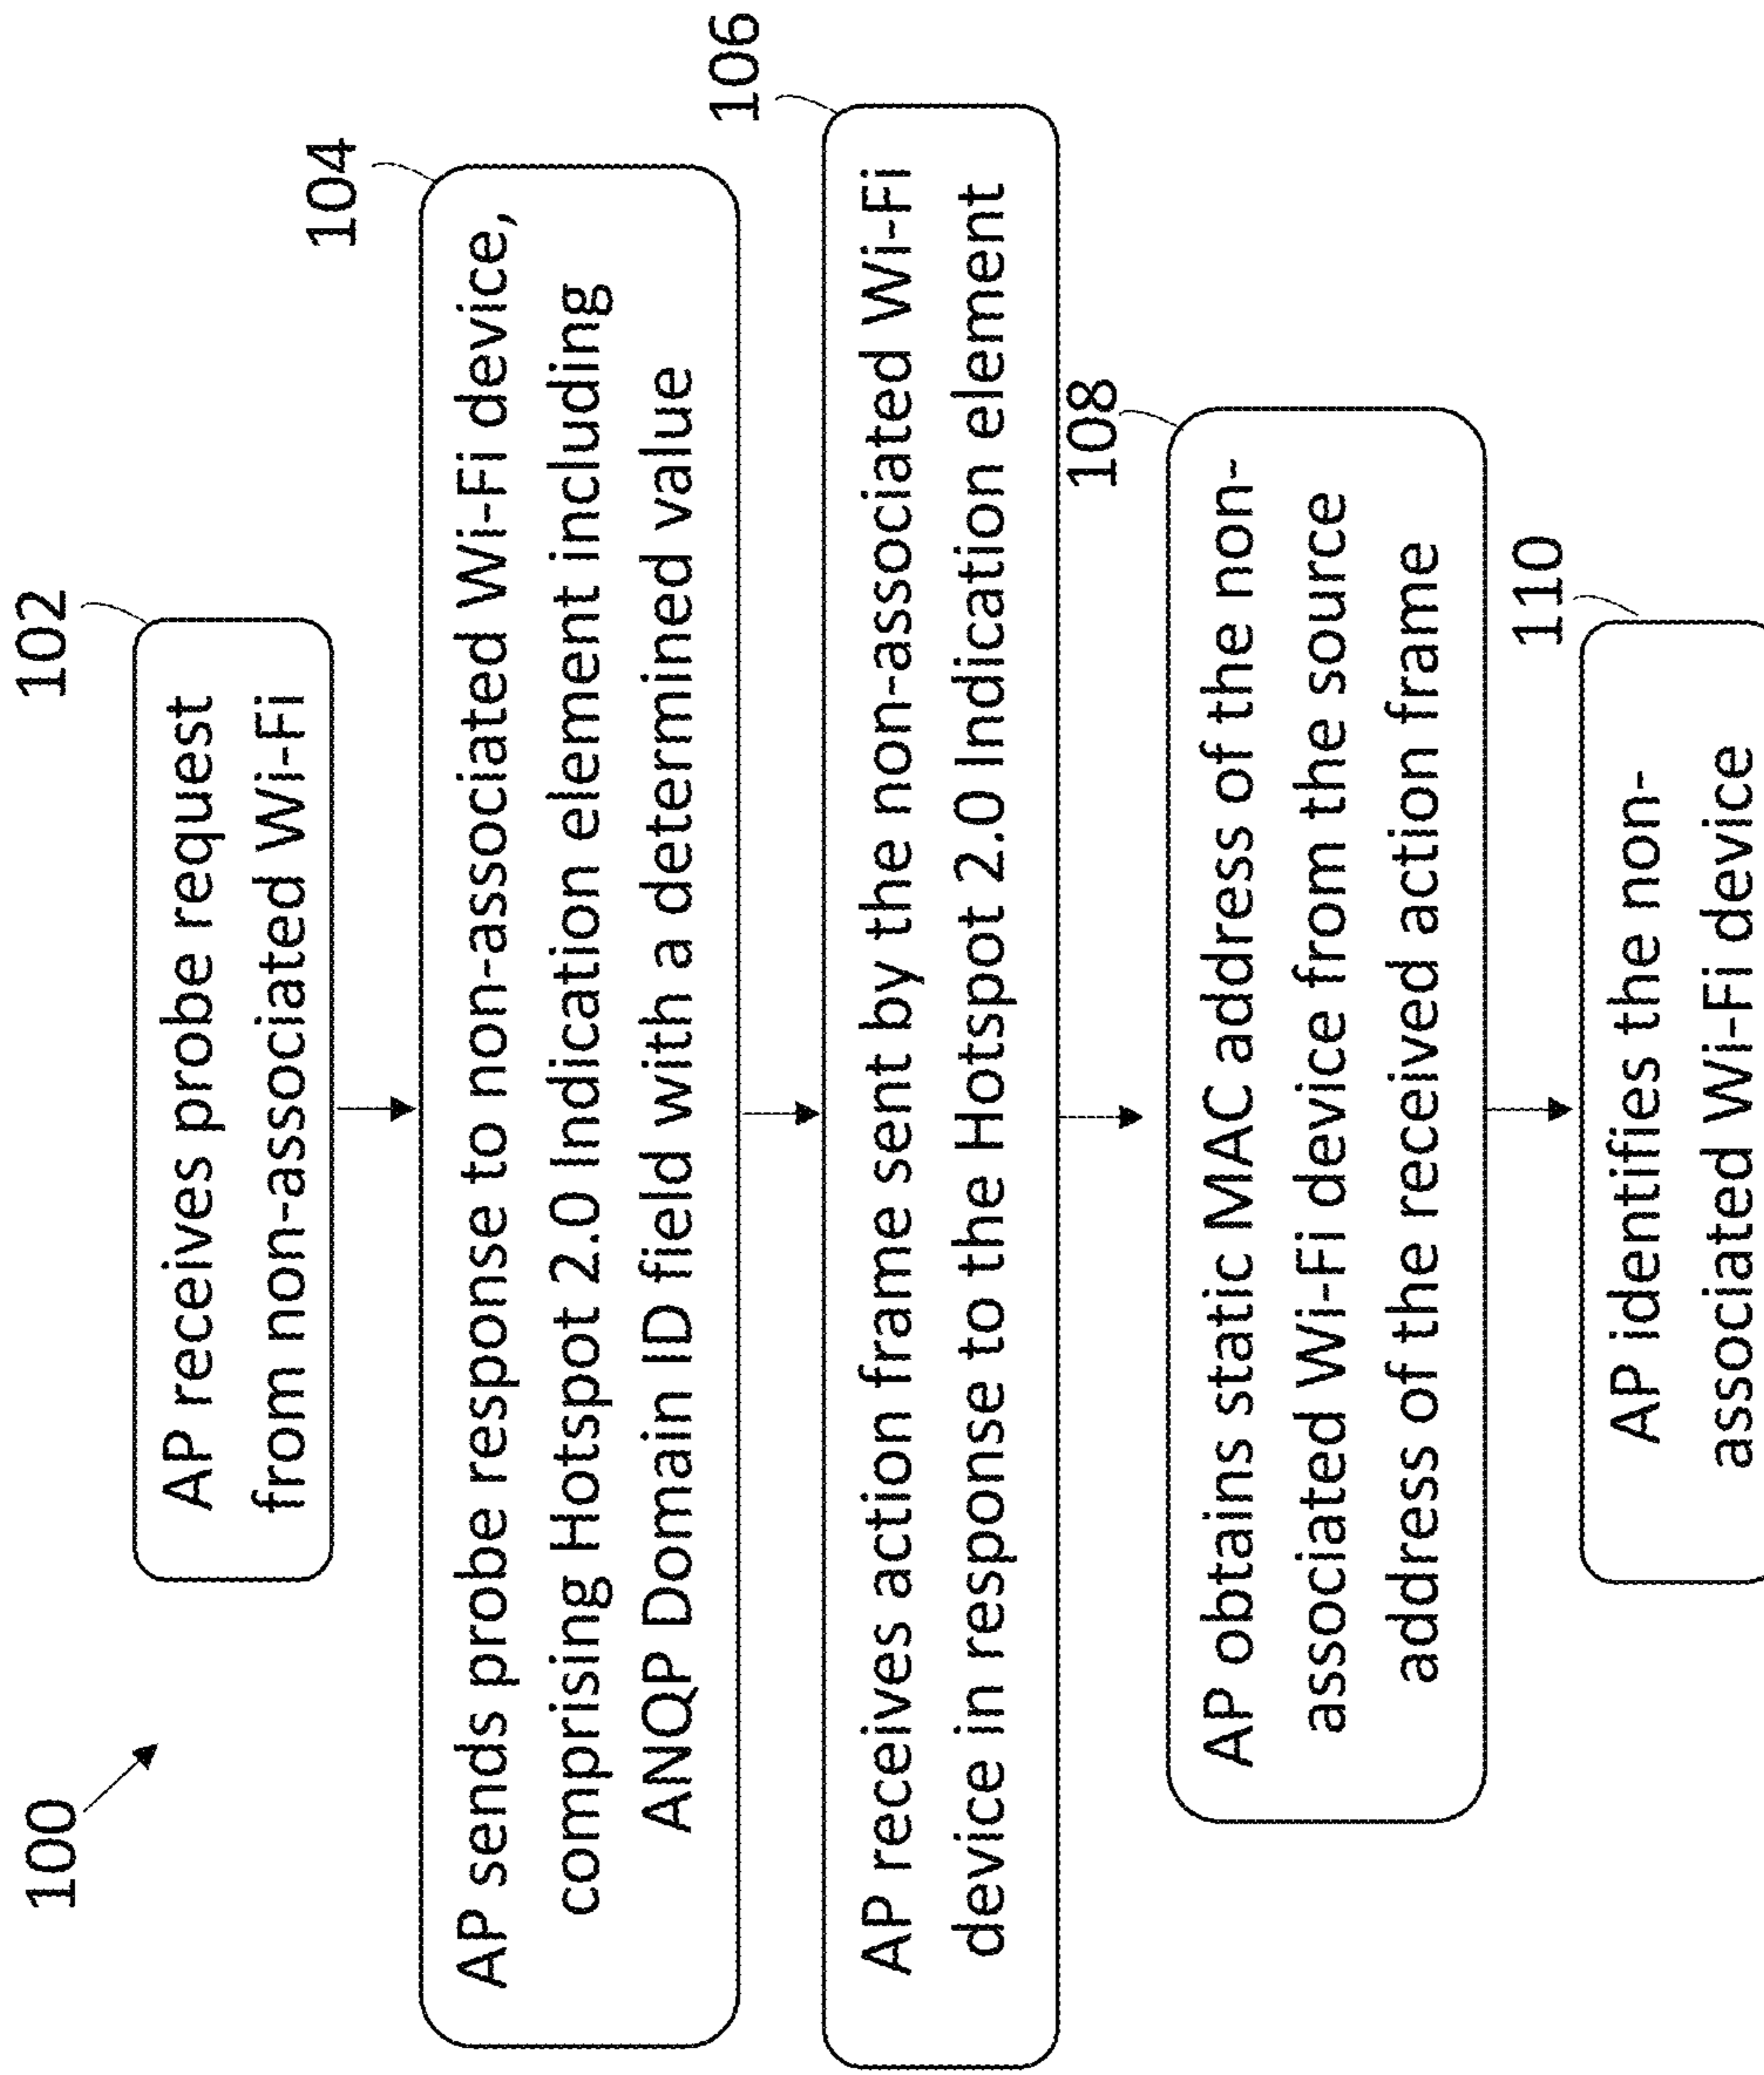 100
102
AP receives probe request
from non-associated Wi-Fi
104
AP sends probe response to non-associated Wi-Fi device,
comprising Hotspot 2.0 Indication element including
ANQP Domain ID field with a determined value
106
AP receives action frame sent by the non-associated Wi-Fi
device in response to the Hotspot 2.0 Indication element
108
AP obtains static MAC address of the non-
associated Wi-Fi device from the source
address of the received action frame
110
AP identifies the non-
associated Wi-Fi device